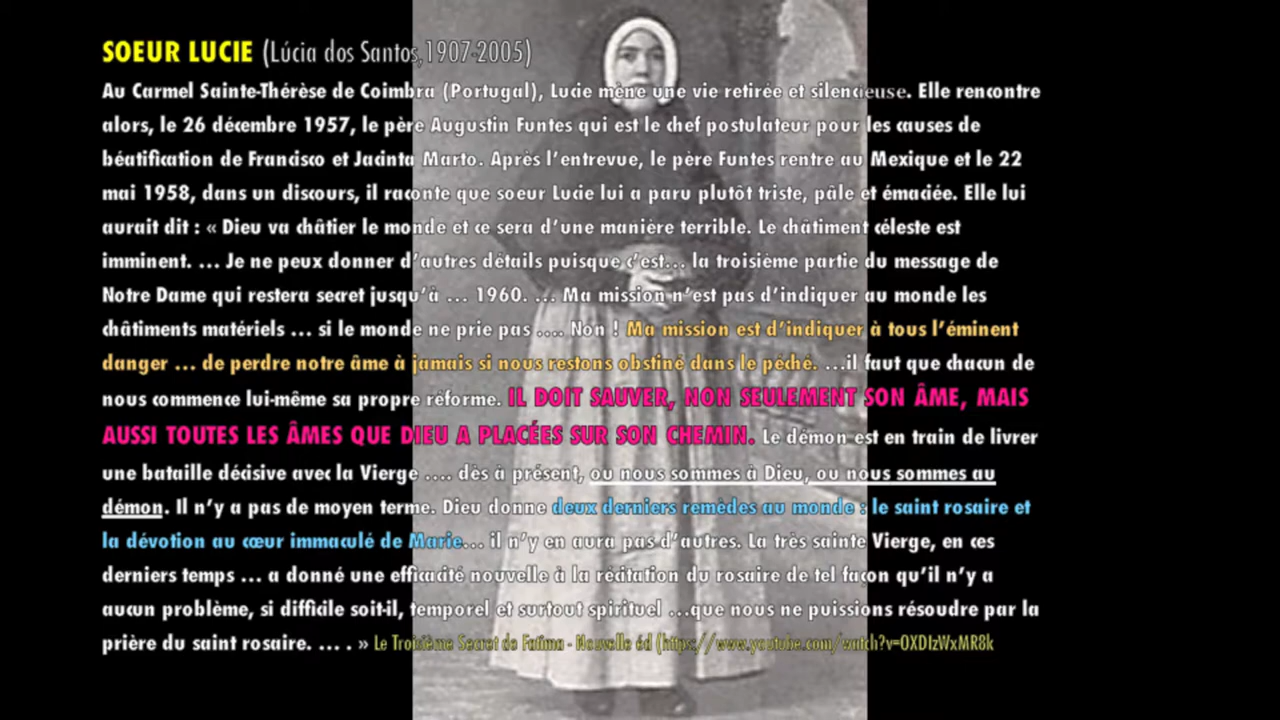 SOEUR LUCIE (Lúcia dos Santos,1907-2005)
Au Carmel Sainte-Thérèse de Coimbra (Portugal), Lucie mène une vie retirée et silencieuse. Elle rencontre
alors, le 26 décembre 1957, le père Augustin Funtes qui est le chef postulateur pour les causes de
béatification de Francisco et Jacinta Marto. Après l'entrevue, le père Funtes rentre au Mexique et le 22
mai 1958, dans un discours, il raconte que soeur Lucie lui a paru plutôt triste, pâle et émaciée. Elle lui
aurait dit : « Dieu va châtier le monde et ce sera d'une manière terrible. Le châtiment céleste est
imminent. ... Je ne peux donner d'autres détails puisque c'est... la troisième partie du message de
Notre Dame qui restera secret jusqu'à ... 1960. ... Ma mission n'est pas d'indiquer au monde les
châtiments matériels ... si le monde ne prie pas .... Non ! Ma mission est d'indiquer à tous l'éminent
danger ... de perdre notre âme à jamais si nous restons obstiné dans le péché. ...il faut que chacun de
nous commence lui-même sa propre réforme. IL DOIT SAUVER, NON SEULEMENT SON ÂME, MAIS
AUSSI TOUTES LES ÂMES QUE DIEU A PLACÉES SUR SON CHEMIN. Le démon est en train de livrer
une bataille décisive avec la Vierge .... dès à présent, ou nous sommes à Dieu, ou nous sommes au
démon. Il n'y a pas de moyen terme. Dieu donne deux derniers remèdes au monde : le saint rosaire et
la dévotion au cœur immaculé de Marie... il n'y en aura pas d'autres. La très sainte Vierge, en ces
derniers temps ... a donné une efficacité nouvelle à la récitation du rosaire de tel façon qu'il n'y a
aucun problème, si difficile soit-il, temporel et surtout spirituel ...que nous ne puissions résoudre par la
prière du saint rosaire. ... . » Le Troisième Secret de Fatima - Nouvelle éd (https://www.youtube.com/watch?v=OXDIzWxMR8k